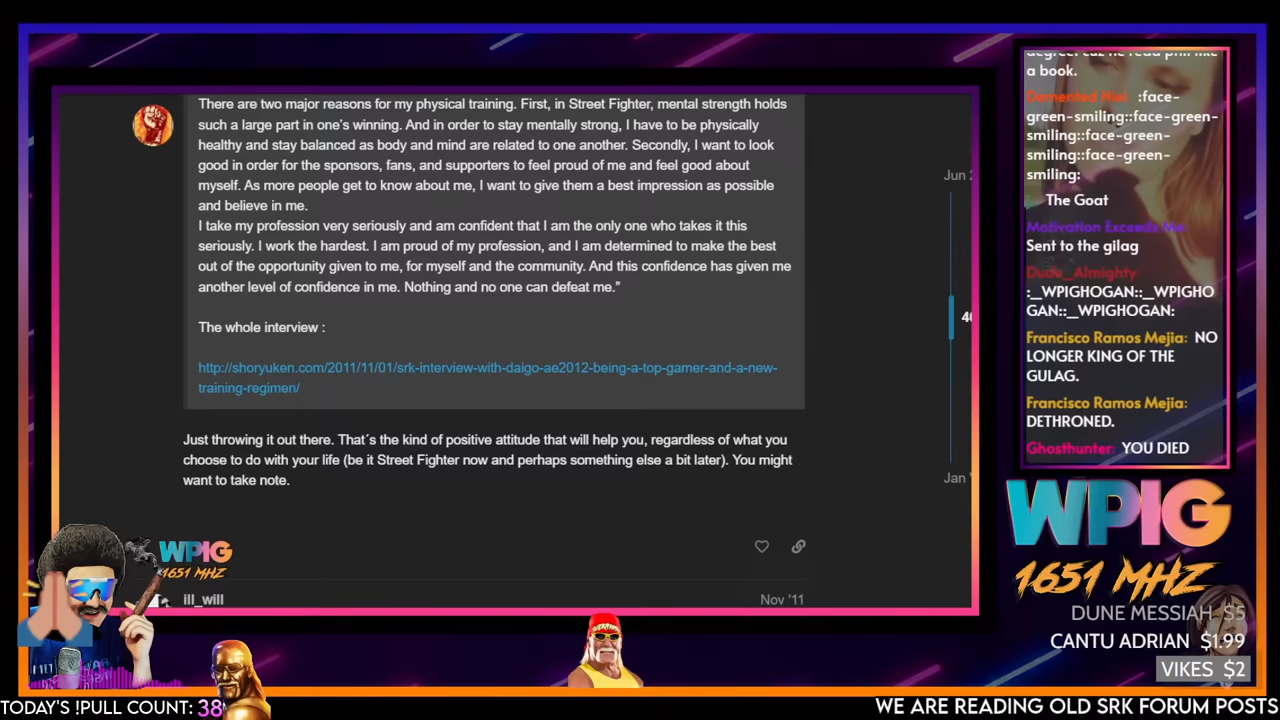 There are two major reasons for my physical training. First, in Street Fighter, mental strength holds
such a large part in one's winning. And in order to stay mentally strong, I have to be physically
healthy and stay balanced as body and mind are related to one another. Secondly, I want to look
good in order for the sponsors, fans, and supporters to feel proud of me and feel good about
myself. As more people get to know about me, I want to give them a best impression as possible
and believe in me.
I take my profession very seriously and am confident that I am the only one who takes it this
seriously. I work the hardest. I am proud of my profession, and I am determined to make the best
out of the opportunity given to me, for myself and the community. And this confidence has given me
another level of confidence in me. Nothing and no one can defeat me."
The whole interview :
http://shoryuken.com/2011/11/01/srk-interview-with-daigo-ae2012-being-a-top-gamer-and-a-new-
training-regimen/
Just throwing it out there. That´s the kind of positive attitude that will help you, regardless of what you
choose to do with your life (be it Street Fighter now and perhaps something else a bit later). You might
want to take note.
ill_will
Nov '11
Jun
Jan
WPIG
1651 MHZ
a book.
Demented Niei: :face-
green-smiling::face-green-
smiling::face-green-
smiling:
The Goat
Motivation Exceeds Me:
Sent to the gilag
Dudu_Almighty:
:_WPIGHOGAN::_WPIGHO
GAN::_WPIGHOGAN:
Francisco Ramos Mejia: NO
LONGER KING OF THE
GULAG.
Francisco Ramos Mejia:
DETHRONED.
Ghosthunter: YOU DIED
WPIG
1651 MHZ
DUNE MESSIAH $5
CANTU ADRIAN $1.99
VIKES $2
TODAY'S !PULL COUNT: 38
WE ARE READING OLD SRK FORUM POSTS